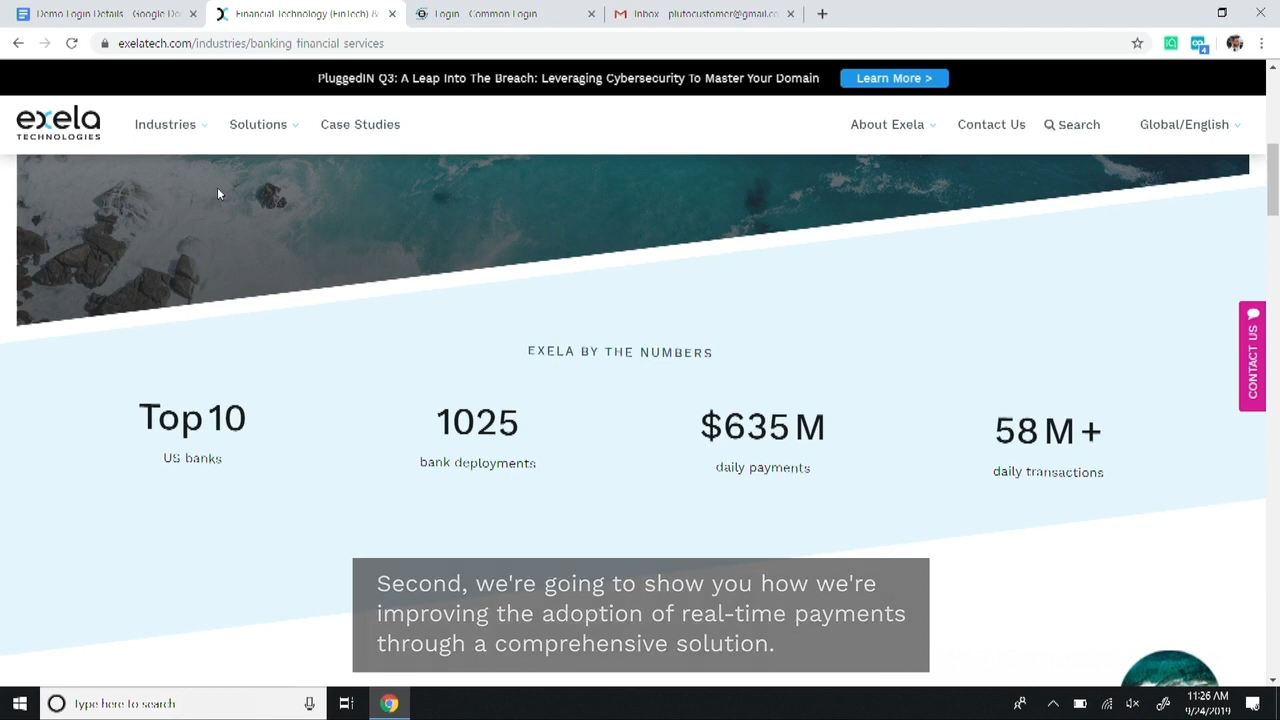 Demo Login Details - Google Do
Financial Technology (FinTech) &
Login - Common Login
Inbox - plutocustomer@gmail.co
exelatech.com/industries/banking financial services
4
PluggedIN Q3: A Leap Into The Breach: Leveraging Cybersecurity To Master Your Domain
Learn More >
exela
TECHNOLOGIES
Industries
Solutions
Case Studies
About Exela
Contact Us
Search
Global/English
CONTACT US
EXELA BY THE NUMBERS
Top 10
US banks
1025
bank deployments
$635 M
daily payments
58 M +
daily transactions
Second, we're going to show you how we're
improving the adoption of real-time payments
through a comprehensive solution.
Type here to search
11:26 AM
9/24/2019